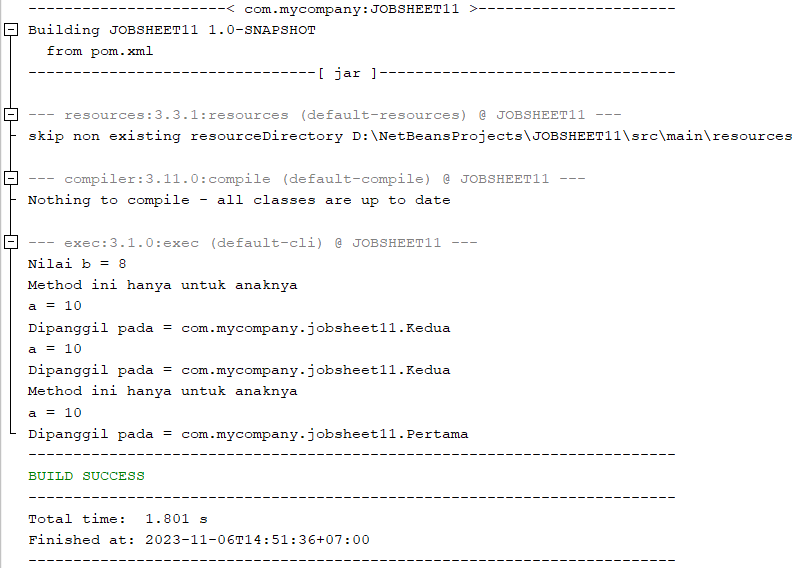 ----------------------< com.mycompany:JOBSHEET11 >----------------------
Building JOBSHEET11 1.0-SNAPSHOT
  from pom.xml
--------------------------------[ jar ]---------------------------------
--- resources:3.3.1:resources (default-resources) @ JOBSHEET11 ---
skip non existing resourceDirectory D:\NetBeansProjects\JOBSHEET11\src\main\resources
--- compiler:3.11.0:compile (default-compile) @ JOBSHEET11 ---
Nothing to compile - all classes are up to date
--- exec:3.1.0:exec (default-cli) @ JOBSHEET11 ---
Nilai b = 8
Method ini hanya untuk anaknya
a = 10
Dipanggil pada = com.mycompany.jobsheet11.Kedua
a = 10
Dipanggil pada = com.mycompany.jobsheet11.Kedua
Method ini hanya untuk anaknya
a = 10
Dipanggil pada = com.mycompany.jobsheet11.Pertama
------------------------------------------------------------------------
BUILD SUCCESS
------------------------------------------------------------------------
Total time:  1.801 s
Finished at: 2023-11-06T14:51:36+07:00
------------------------------------------------------------------------